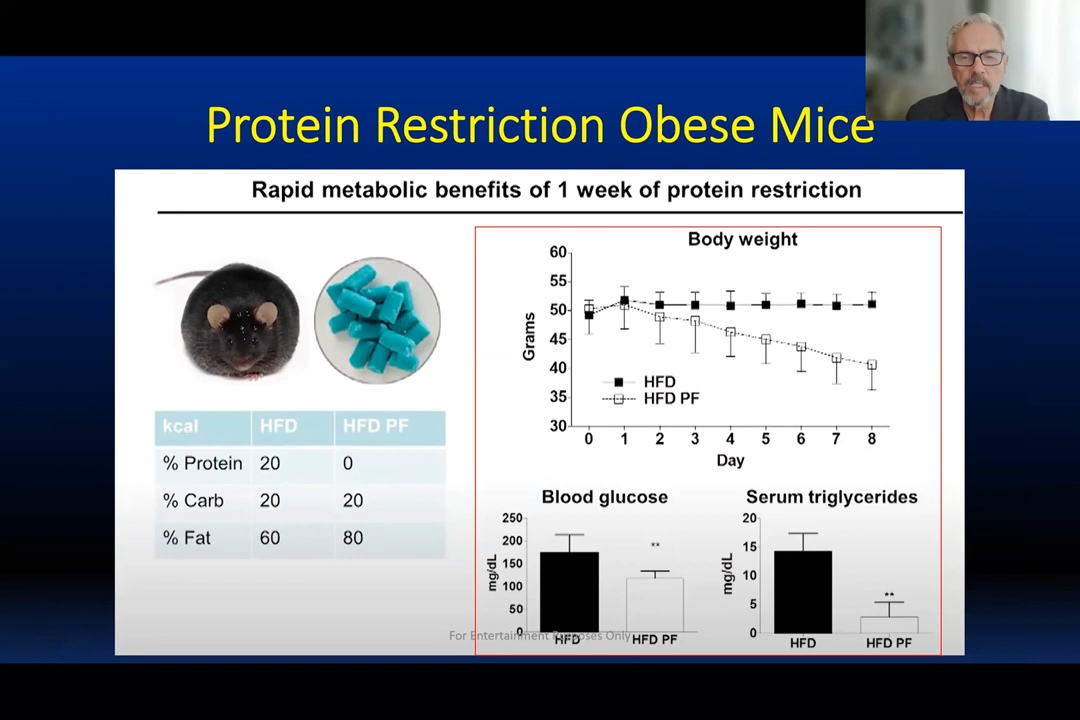 Protein Restriction Obese Mice
Rapid metabolic benefits of 1 week of protein restriction
kcal HFD HFD PF
% Protein 20 0
% Carb 20 20
% Fat 60 80
Body weight
60
55
50
45
40
35
30
Grams
HFD
HFD PF
0 1 2 3 4 5 6 7 8
Day
Blood glucose
250
200
150
100
50
0
mg/dL
**
HFD HFD PF
Serum triglycerides
20
15
10
5
0
mg/dL
**
HFD HFD PF
For Entertainment Purposes Only